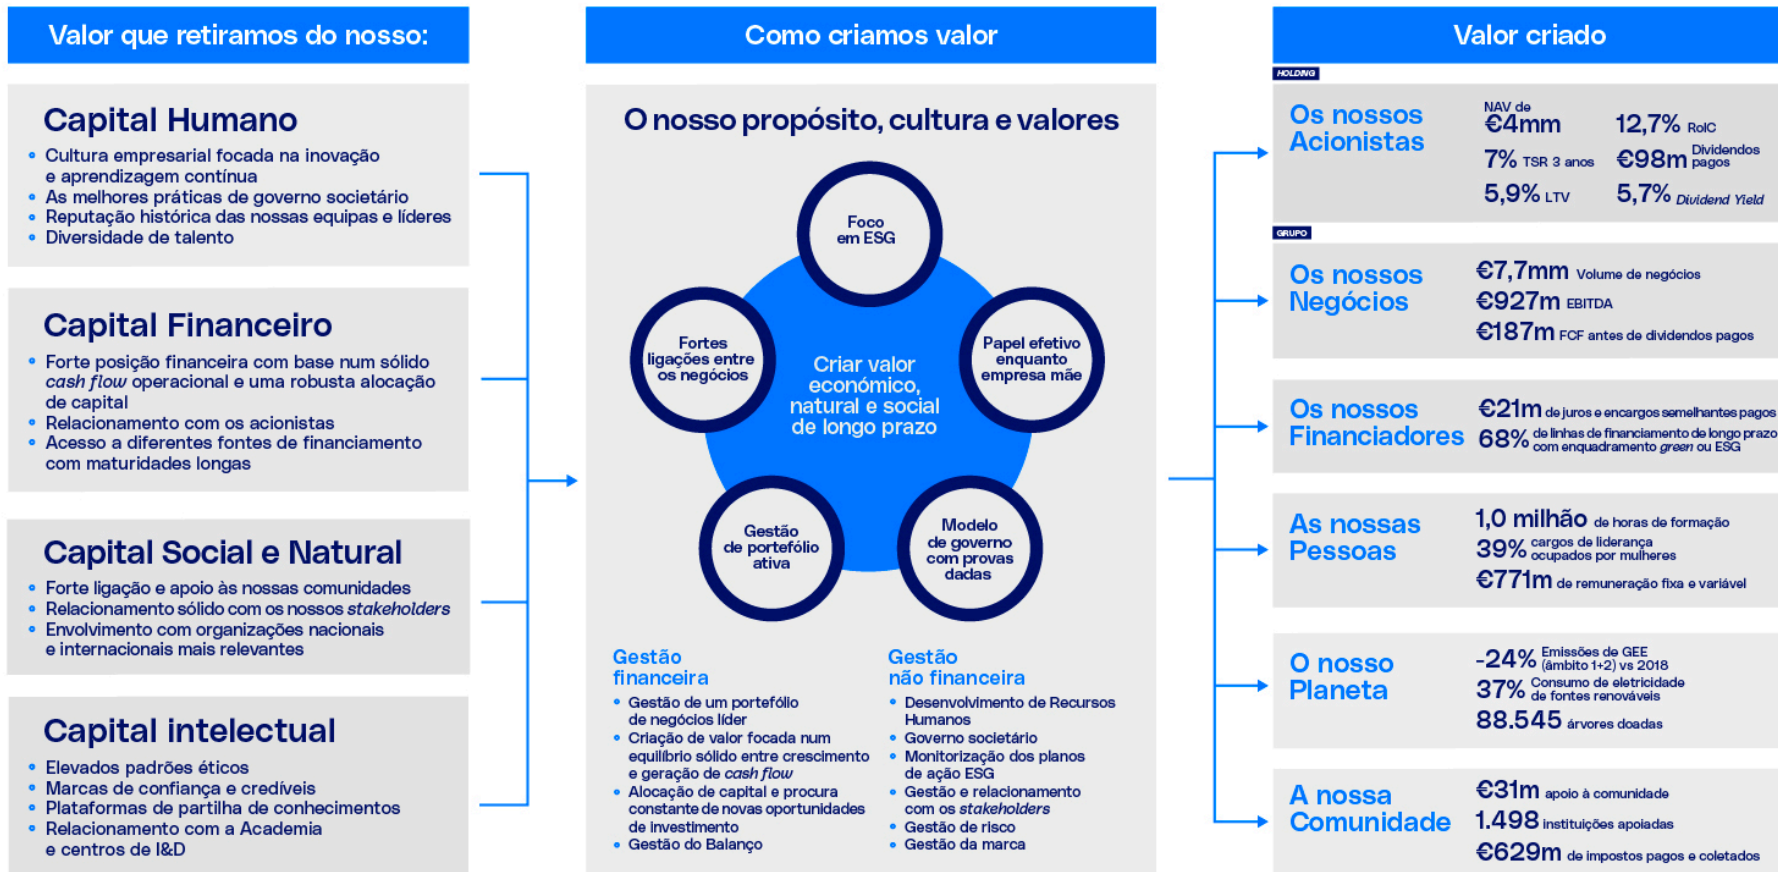 Valor que retiramos do nosso:
Capital Humano
• Cultura empresarial focada na inovação
e aprendizagem contínua
• As melhores práticas de governo societário
• Reputação histórica das nossas equipas e líderes
• Diversidade de talento
Capital Financeiro
• Forte posição financeira com base num sólido
cash flow operacional e uma robusta alocação
de capital
• Relacionamento com os acionistas
• Acesso a diferentes fontes de financiamento
com maturidades longas
Capital Social e Natural
• Forte ligação e apoio às nossas comunidades
• Relacionamento sólido com os nossos stakeholders
• Envolvimento com organizações nacionais
e internacionais mais relevantes
Capital intelectual
• Elevados padrões éticos
• Marcas de confiança e credíveis
• Plataformas de partilha de conhecimentos
• Relacionamento com a Academia
e centros de I&D
Como criamos valor
O nosso propósito, cultura e valores
Foco
em ESG
Fortes
ligações entre
os negócios
Papel efetivo
enquanto
empresa mãe
Criar valor
económico,
natural e social
de longo prazo
Gestão
de portefólio
ativa
Modelo
de governo
com provas
dadas
Gestão
financeira
• Gestão de um portefólio
de negócios líder
• Criação de valor focada num
equilíbrio sólido entre crescimento
e geração de cash flow
• Alocação de capital e procura
constante de novas oportunidades
de investimento
• Gestão do Balanço
Gestão
não financeira
• Desenvolvimento de Recursos
Humanos
• Governo societário
• Monitorização dos planos
de ação ESG
• Gestão e relacionamento
com os stakeholders
• Gestão de risco
• Gestão da marca
Valor criado
HOLDING
Os nossos
Acionistas
NAV de
€4mm
12,7% RoIC
7% TSR 3 anos
€98m Dividendos
pagos
5,9% LTV
5,7% Dividend Yield
GRUPO
Os nossos
Negócios
€7,7mm Volume de negócios
€927m EBITDA
€187m FCF antes de dividendos pagos
Os nossos
Financiadores
€21m de juros e encargos semelhantes pagos
68% de linhas de financiamento de longo prazo
com enquadramento green ou ESG
As nossas
Pessoas
1,0 milhão de horas de formação
39% cargos de liderança
ocupados por mulheres
€771m de remuneração fixa e variável
O nosso
Planeta
-24% Emissões de GEE
(âmbito 1+2) vs 2018
37% Consumo de eletricidade
de fontes renováveis
88.545 árvores doadas
A nossa
Comunidade
€31m apoio à comunidade
1.498 instituições apoiadas
€629m de impostos pagos e coletados